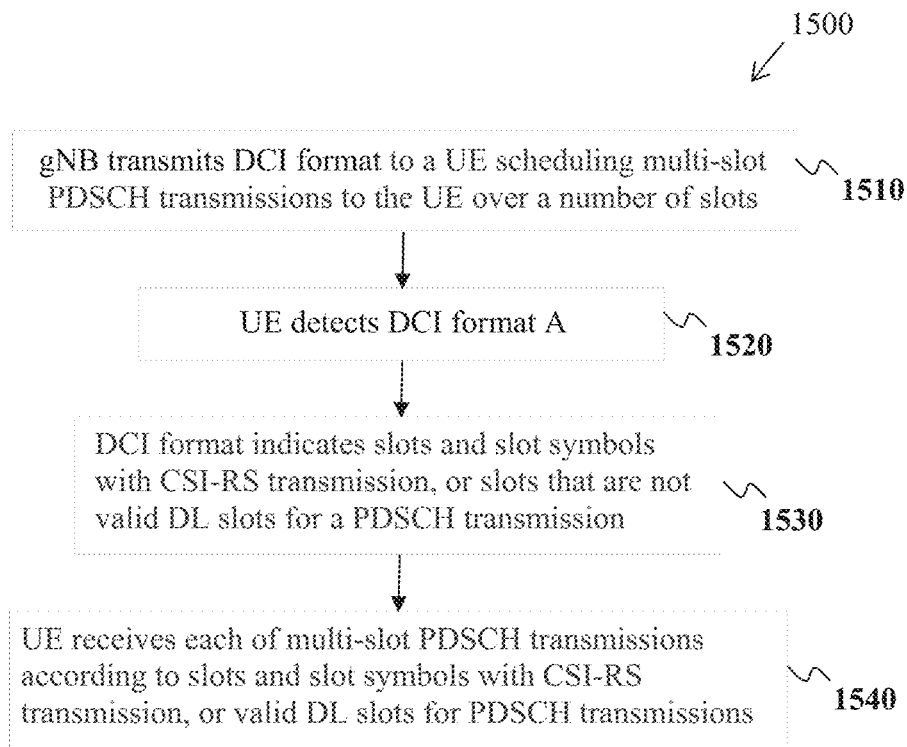 1500
gNB transmits DCI format to a UE scheduling multi-slot
PDSCH transmissions to the UE over a number of slots
1510
UE detects DCI format A
1520
DCI format indicates slots and slot symbols
with CSI-RS transmission, or slots that are not
valid DL slots for a PDSCH transmission
1530
UE receives each of multi-slot PDSCH transmissions
according to slots and slot symbols with CSI-RS
transmission, or valid DL slots for PDSCH transmissions
1540